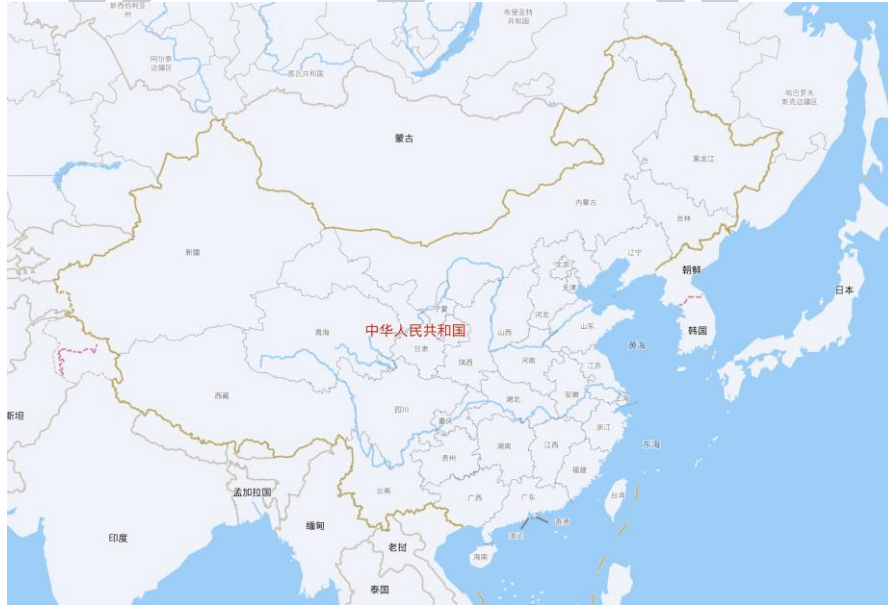 新西伯利亚
州
布里亚特
共和国
阿尔泰
边疆区
图瓦共和国
哈巴罗夫
斯克边疆区
蒙古
黑龙江
内蒙古
吉林
新疆
辽宁
北京
朝鲜
天津
日本
宁夏
河北
青海
中华人民共和国
山西
山东
韩国
甘肃
黄海
陕西
河南
江苏
西藏
安徽
上海
湖北
四川
斯坦
重庆
浙江
东海
湖南
江西
贵州
福建
云南
孟加拉国
广西
广东
台湾
缅甸
香港
澳门
印度
老挝
海南
泰国